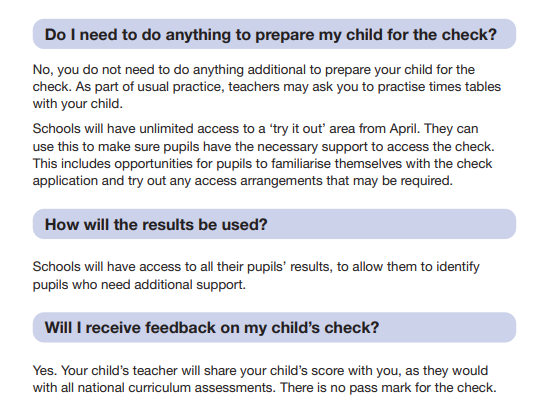 Do I need to do anything to prepare my child for the check?
No, you do not need to do anything additional to prepare your child for the
check. As part of usual practice, teachers may ask you to practise times tables
with your child.
Schools will have unlimited access to a ‘try it out’ area from April. They can
use this to make sure pupils have the necessary support to access the check.
This includes opportunities for pupils to familiarise themselves with the check
application and try out any access arrangements that may be required.
How will the results be used?
Schools will have access to all their pupils’ results, to allow them to identify
pupils who need additional support.
Will I receive feedback on my child’s check?
Yes. Your child’s teacher will share your child’s score with you, as they would
with all national curriculum assessments. There is no pass mark for the check.